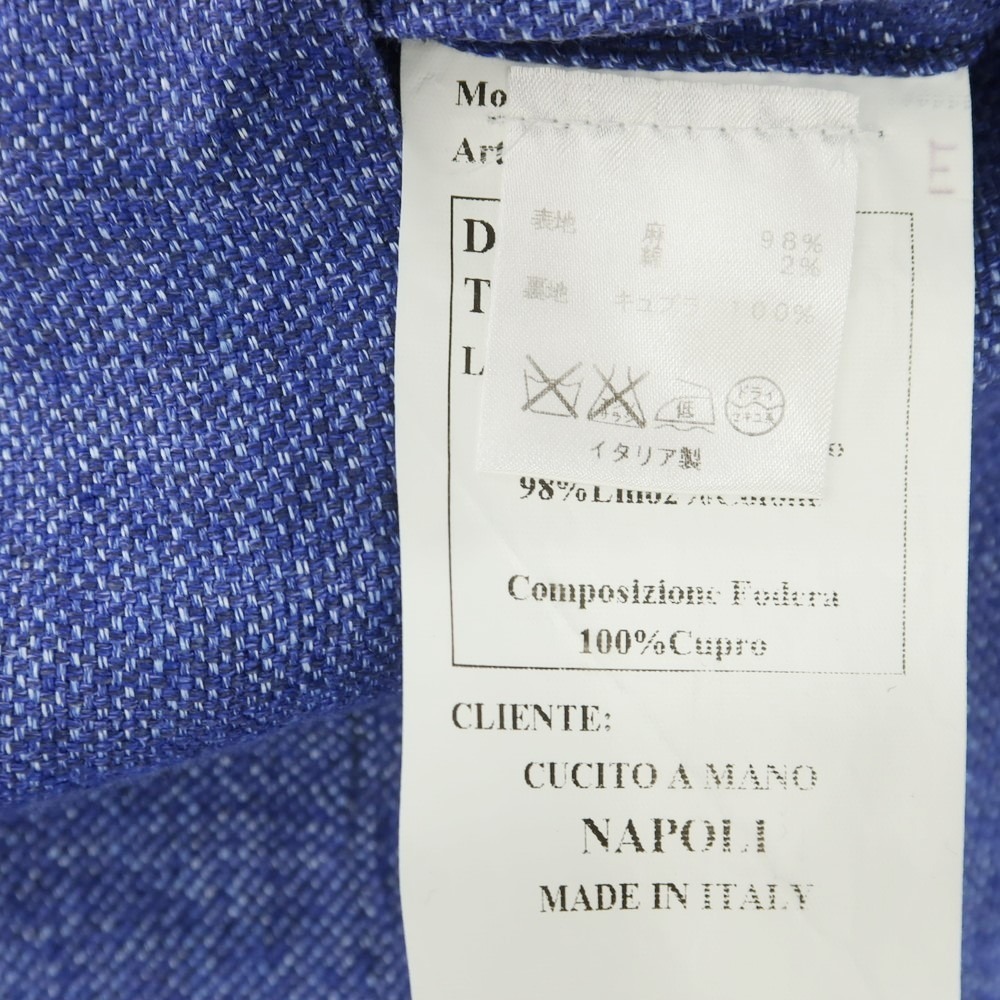 Mo
Art
D
T
L
表地 麻 98%
綿 2%
裏地 キュプラ 100%
低
ドライ
イタリア製
98%Lino2%Cotone
Composizione Fodera
100%Cupro
CLIENTE:
CUCITO A MANO
NAPOLI
MADE IN ITALY